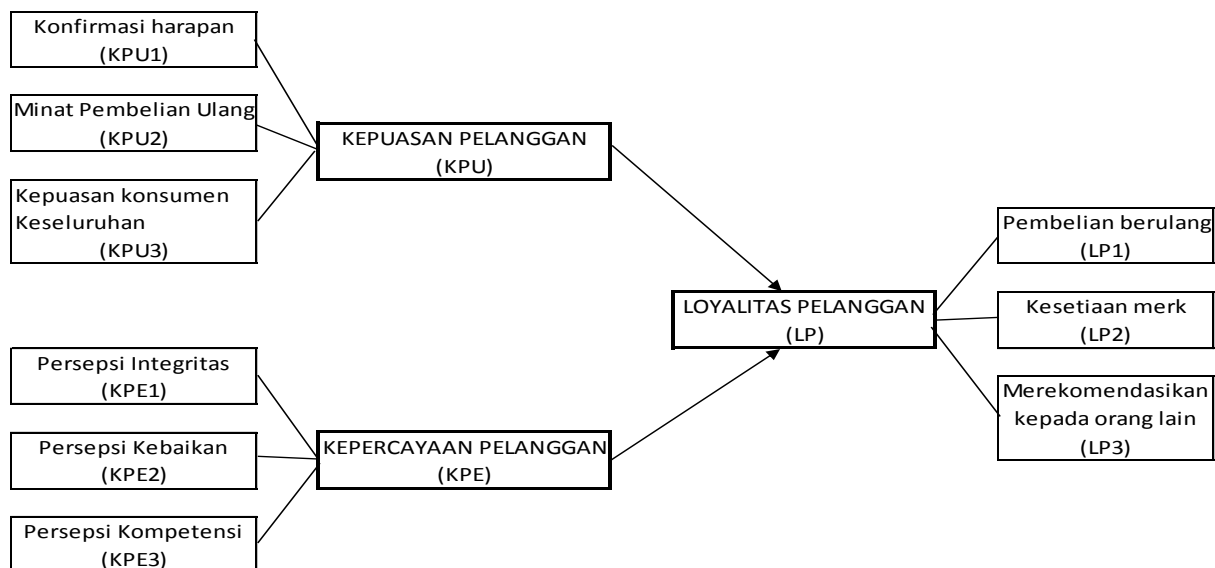 Konfirmasi harapan
(KPU1)
Minat Pembelian Ulang
(KPU2)
Kepuasan konsumen
Keseluruhan
(KPU3)
KEPUASAN PELANGGAN
(KPU)
Persepsi Integritas
(KPE1)
Persepsi Kebaikan
(KPE2)
Persepsi Kompetensi
(KPE3)
KEPERCAYAAN PELANGGAN
(KPE)
LOYALITAS PELANGGAN
(LP)
Pembelian berulang
(LP1)
Kesetiaan merk
(LP2)
Merekomendasikan
kepada orang lain
(LP3)